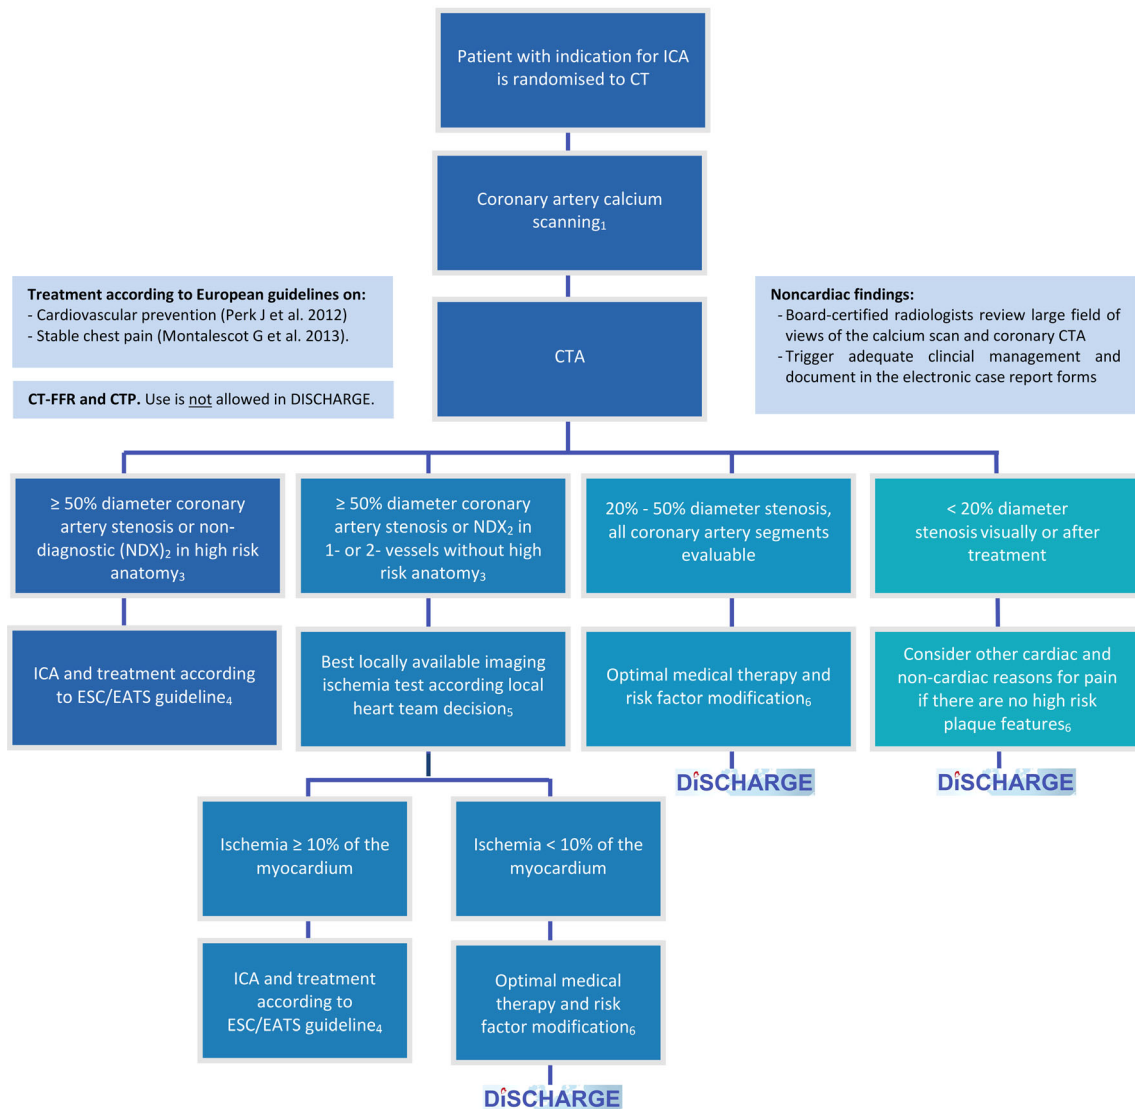 Patient with indication for ICA
is randomised to CT
Coronary artery calcium
scanning₁
Treatment according to European guidelines on:
- Cardiovascular prevention (Perk J et al. 2012)
- Stable chest pain (Montalescot G et al. 2013).
CT-FFR and CTP. Use is not allowed in DISCHARGE.
CTA
Noncardiac findings:
- Board-certified radiologists review large field of
views of the calcium scan and coronary CTA
- Trigger adequate clincial management and
document in the electronic case report forms
≥ 50% diameter coronary
artery stenosis or non-
diagnostic (NDX)₂ in high risk
anatomy₃
≥ 50% diameter coronary
artery stenosis or NDX₂ in
1- or 2- vessels without high
risk anatomy₃
20% - 50% diameter stenosis,
all coronary artery segments
evaluable
< 20% diameter
stenosis visually or after
treatment
ICA and treatment according
to ESC/EATS guideline₄
Best locally available imaging
ischemia test according local
heart team decision₅
Optimal medical therapy and
risk factor modification₆
Consider other cardiac and
non-cardiac reasons for pain
if there are no high risk
plaque features₆
DiSCHARGE
DiSCHARGE
Ischemia ≥ 10% of the
myocardium
Ischemia < 10% of the
myocardium
ICA and treatment
according to
ESC/EATS guideline₄
Optimal medical
therapy and risk
factor modification₆
DiSCHARGE